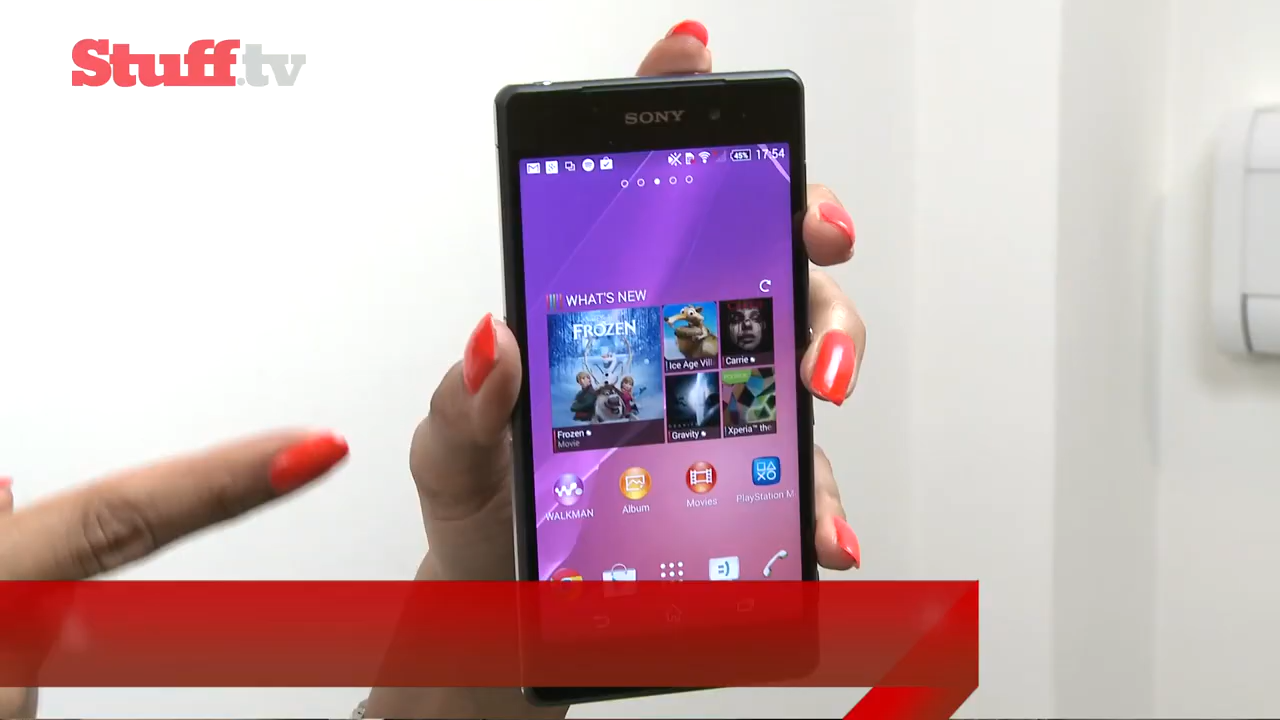 Stuff.tv
SONY
45% 17:54
WHAT'S NEW
FROZEN
Ice Age Vil
Carrie
Frozen
Movie
Gravity
Xperia™ the
WALKMAN
Album
Movies
PlayStation M